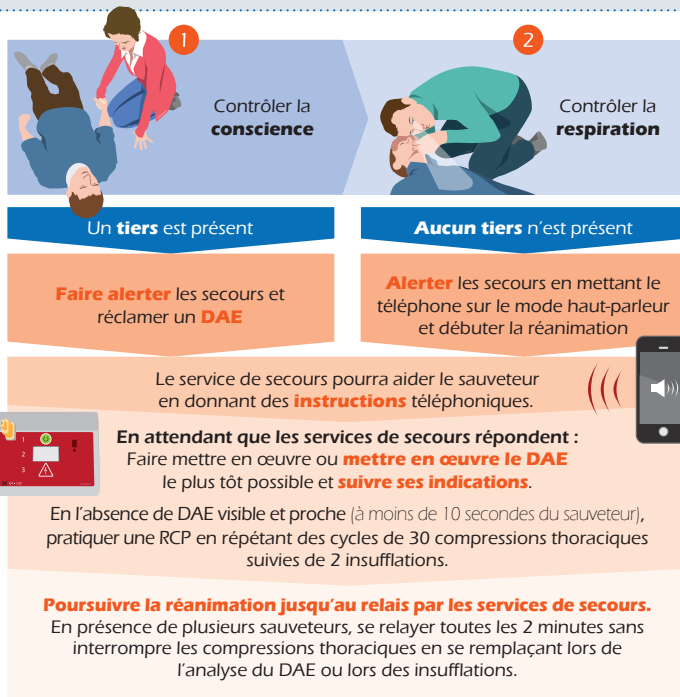 1
Contrôler la
conscience
2
Contrôler la
respiration
Un tiers est présent
Faire alerter les secours et
réclamer un DAE
Aucun tiers n'est présent
Alerter les secours en mettant le
téléphone sur le mode haut-parleur
et débuter la réanimation
Le service de secours pourra aider le sauveteur
en donnant des instructions téléphoniques.
1
2
3
En attendant que les services de secours répondent :
Faire mettre en œuvre ou mettre en œuvre le DAE
le plus tôt possible et suivre ses indications.
En l'absence de DAE visible et proche (à moins de 10 secondes du sauveteur),
pratiquer une RCP en répétant des cycles de 30 compressions thoraciques
suivies de 2 insufflations.
Poursuivre la réanimation jusqu'au relais par les services de secours.
En présence de plusieurs sauveteurs, se relayer toutes les 2 minutes sans
interrompre les compressions thoraciques en se remplaçant lors de
l'analyse du DAE ou lors des insufflations.